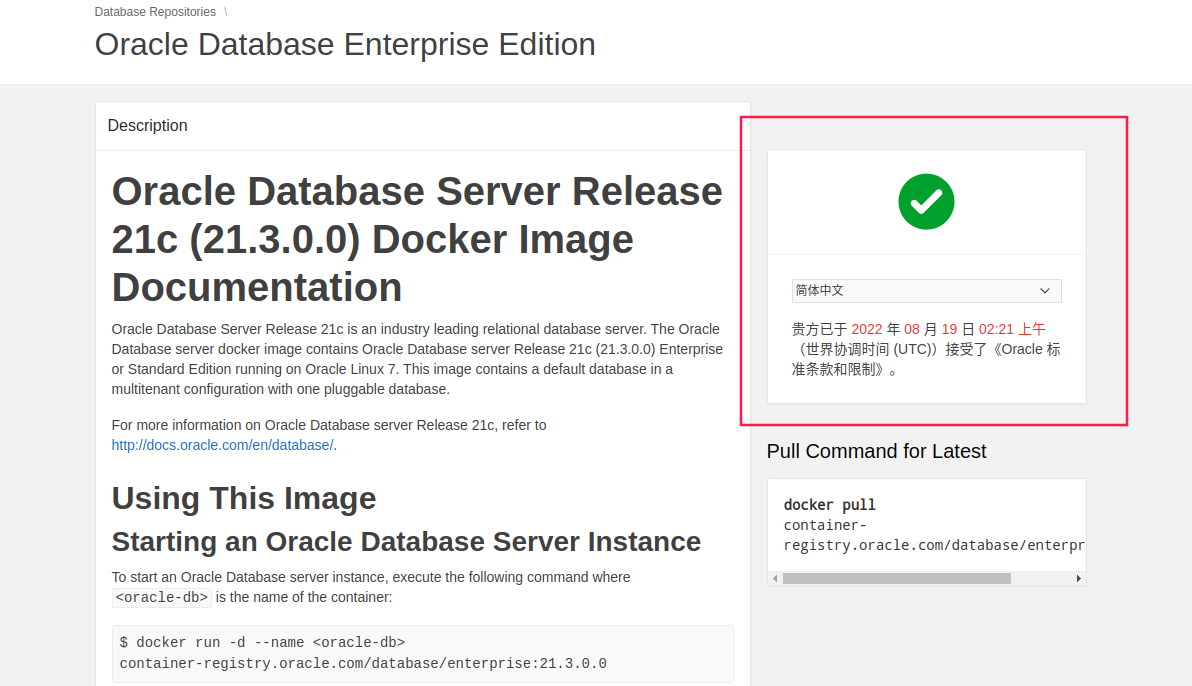 Database Repositories \
Oracle Database Enterprise Edition
Description
Oracle Database Server Release
21c (21.3.0.0) Docker Image
Documentation
Oracle Database Server Release 21c is an industry leading relational database server. The Oracle
Database server docker image contains Oracle Database server Release 21c (21.3.0.0) Enterprise
or Standard Edition running on Oracle Linux 7. This image contains a default database in a
multitenant configuration with one pluggable database.
For more information on Oracle Database server Release 21c, refer to
http://docs.oracle.com/en/database/.
Using This Image
Starting an Oracle Database Server Instance
To start an Oracle Database server instance, execute the following command where
<oracle-db> is the name of the container:
$ docker run -d --name <oracle-db>
container-registry.oracle.com/database/enterprise:21.3.0.0
简体中文
贵方已于 2022 年 08 月 19 日 02:21 上午
（世界协调时间 (UTC)）接受了《Oracle 标
准条款和限制》。
Pull Command for Latest
docker pull
container-
registry.oracle.com/database/enterpr